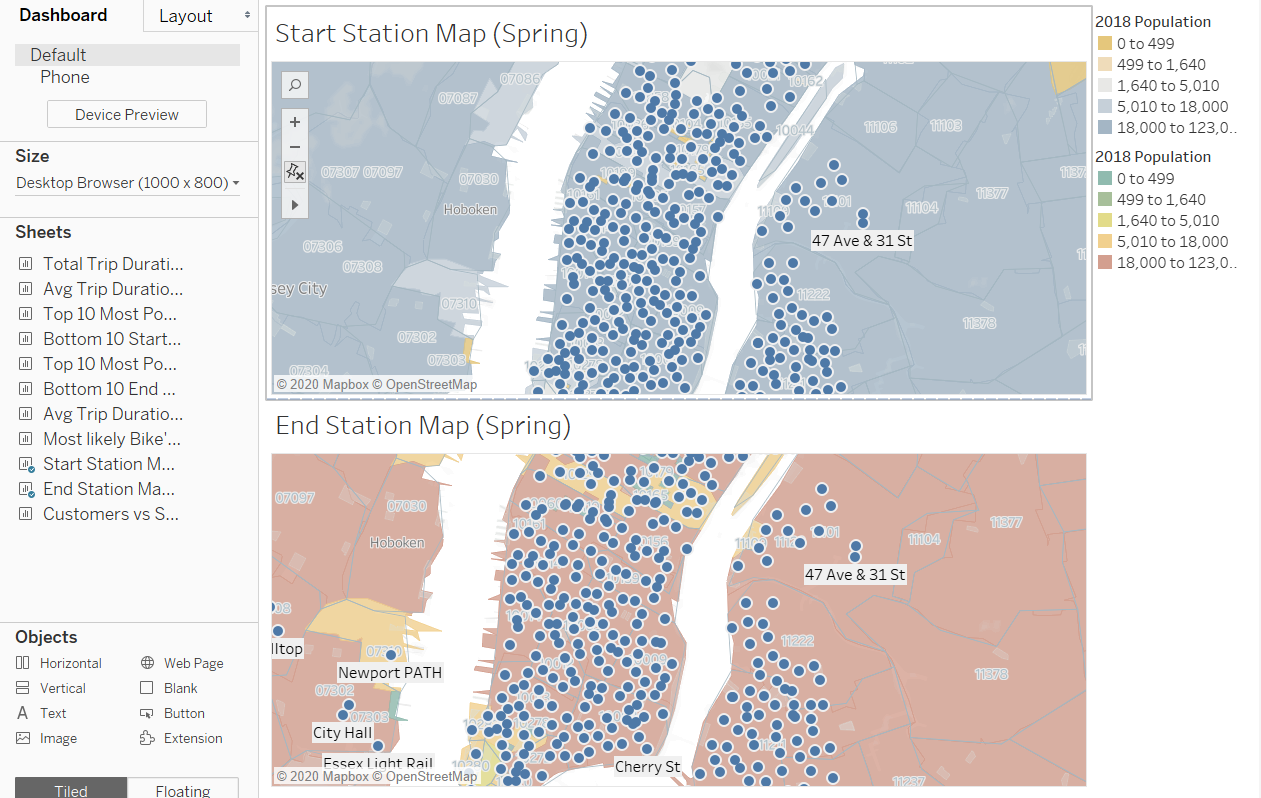 Dashboard
Layout
Default
Phone
Device Preview
Size
Desktop Browser (1000 x 800)
Sheets
Total Trip Durati...
Avg Trip Duratio...
Top 10 Most Po...
Bottom 10 Start...
Top 10 Most Po...
Bottom 10 End ...
Avg Trip Duratio...
Most likely Bike'...
Start Station M...
End Station Ma...
Customers vs S...
Objects
Horizontal
Web Page
Vertical
Blank
Text
Button
Image
Extension
Tiled
Floating
Start Station Map (Spring)
07086
07087
10162
10044
11106
11103
07307 07097
07030
11377
11104
Hoboken
47 Ave & 31 St
07306
07308
sey City
07310
11222
07302
11378
07303
07304
© 2020 Mapbox © OpenStreetMap
End Station Map (Spring)
07097
07030
Hoboken
11377
11104
47 Ave & 31 St
lltop
11222
Newport PATH
11378
07302
07303
City Hall
Essex Light Rail
Cherry St
11237
© 2020 Mapbox © OpenStreetMap
2018 Population
0 to 499
499 to 1,640
1,640 to 5,010
5,010 to 18,000
18,000 to 123,0..
2018 Population
0 to 499
499 to 1,640
1,640 to 5,010
5,010 to 18,000
18,000 to 123,0..